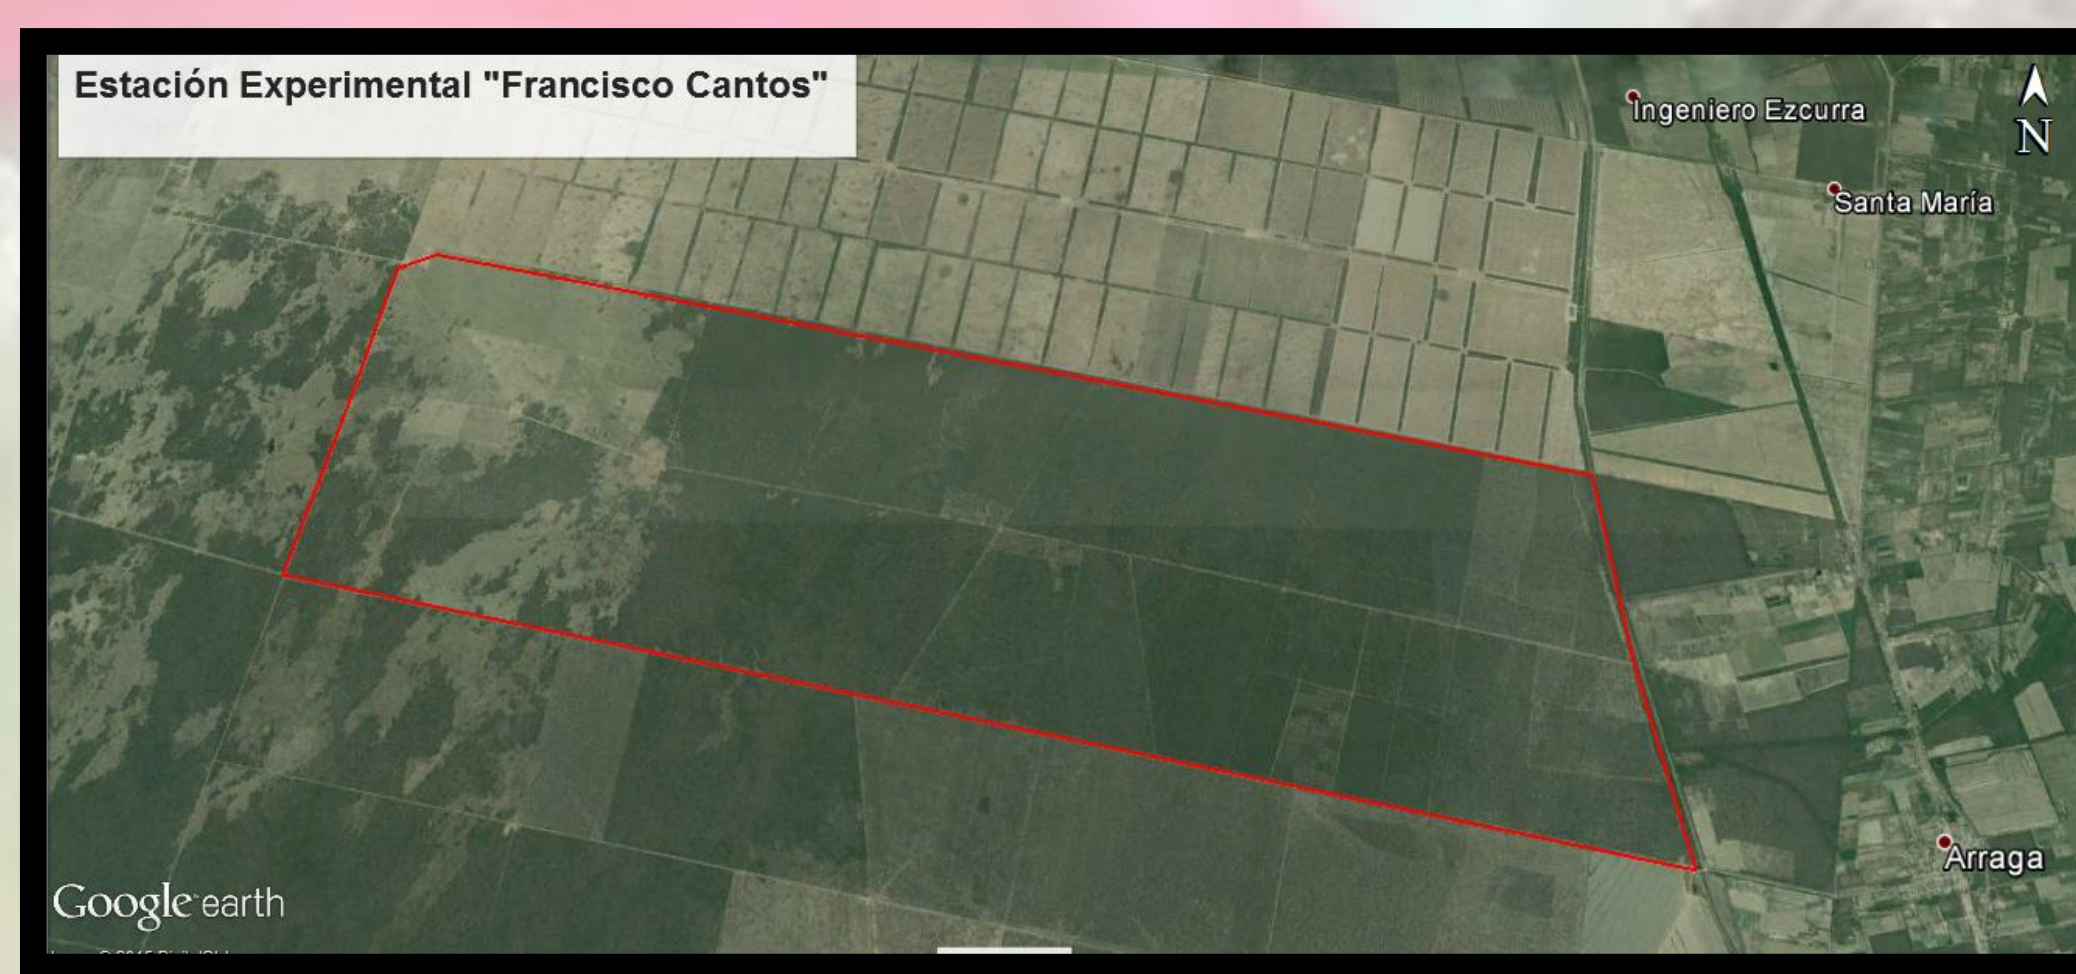 Estación Experimental "Francisco Cantos"
Ingeniero Ezcurra
N
Santa María
Arraga
Google earth